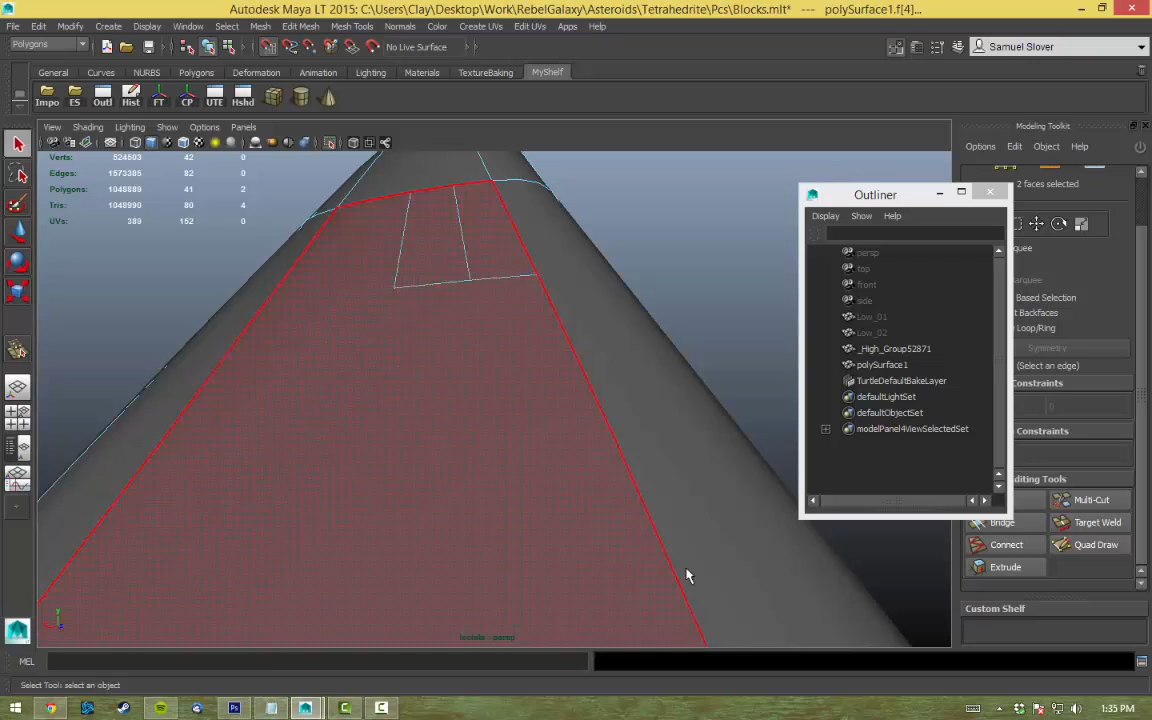 Autodesk Maya LT 2015: C:\Users\Clay\Desktop\Work\RebelGalaxy\Asteroids\Tetrahedrite\Pcs\Blocks.mlt* --- polySurface1.f[4]...
File Edit Modify Create Display Window Select Mesh Edit Mesh Mesh Tools Normals Color Create UVs Edit UVs Apps Help
Polygons No Live Surface Samuel Slover
General Curves NURBS Polygons Deformation Animation Lighting Materials TextureBaking MyShelf
Impo ES Outl Hist FT CP UTE Hshd
View Shading Lighting Show Options Panels
Modeling Toolkit
Options Edit Object Help
Verts: 524503 42 0
Edges: 1573385 82 0
Polygons: 1048889 41 2
Tris: 1048990 80 4
UVs: 389 152 0
2 faces selected
Outliner
Display Show Help
persp
top
front
side
Low_01
Low_02
_High_Group52871
polySurface1
TurtleDefaultBakeLayer
defaultLightSet
defaultObjectSet
modelPanel4ViewSelectedSet
Based Selection
Backfaces
Loop/Ring
Symmetry
(Select an edge)
Constraints
0
Constraints
diting Tools
Multi-Cut
Bridge
Target Weld
Connect
Quad Draw
Extrude
Custom Shelf
y
MEL
Select Tool: select an object
1:35 PM